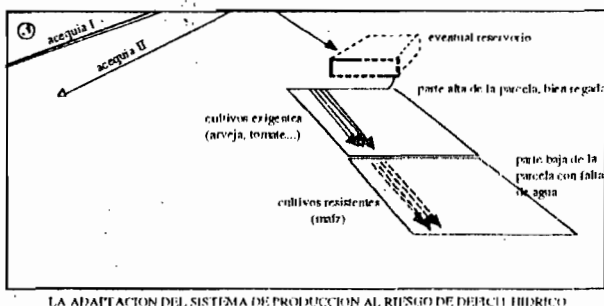 acequia I
acequia II
eventual reservorio
parte alta de la parcela, bien regada
cultivos exigentes
(arveja, tomate...)
parte baja de la
parcela con falta
de agua
cultivos resistentes
(maíz)
LA ADAPTACION DEL SISTEMA DE PRODUCCION AL RIESGO DE DEFICIT HIDRICO